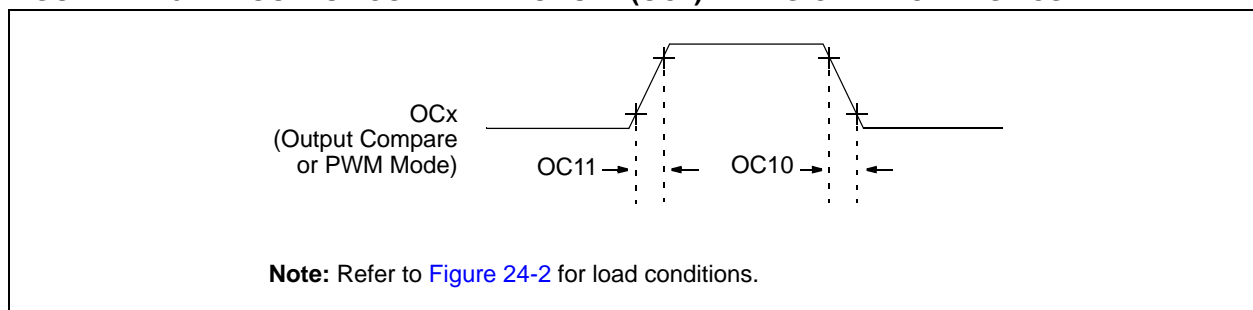 OCx
(Output Compare
or PWM Mode)
OC11
OC10
Note: Refer to Figure 24-2 for load conditions.